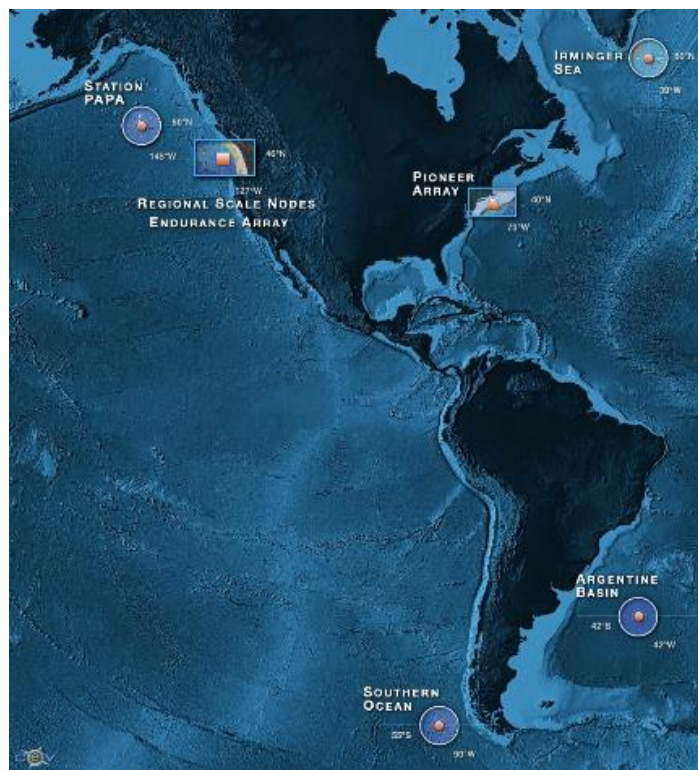 STATION
PAPA
50°N
145°W
IRMINGER
SEA
60°N
39°W
46°N
127°W
REGIONAL SCALE NODES
ENDURANCE ARRAY
PIONEER
ARRAY
40°N
70°W
ARGENTINE
BASIN
42°S
42°W
SOUTHERN
OCEAN
55°S
90°W